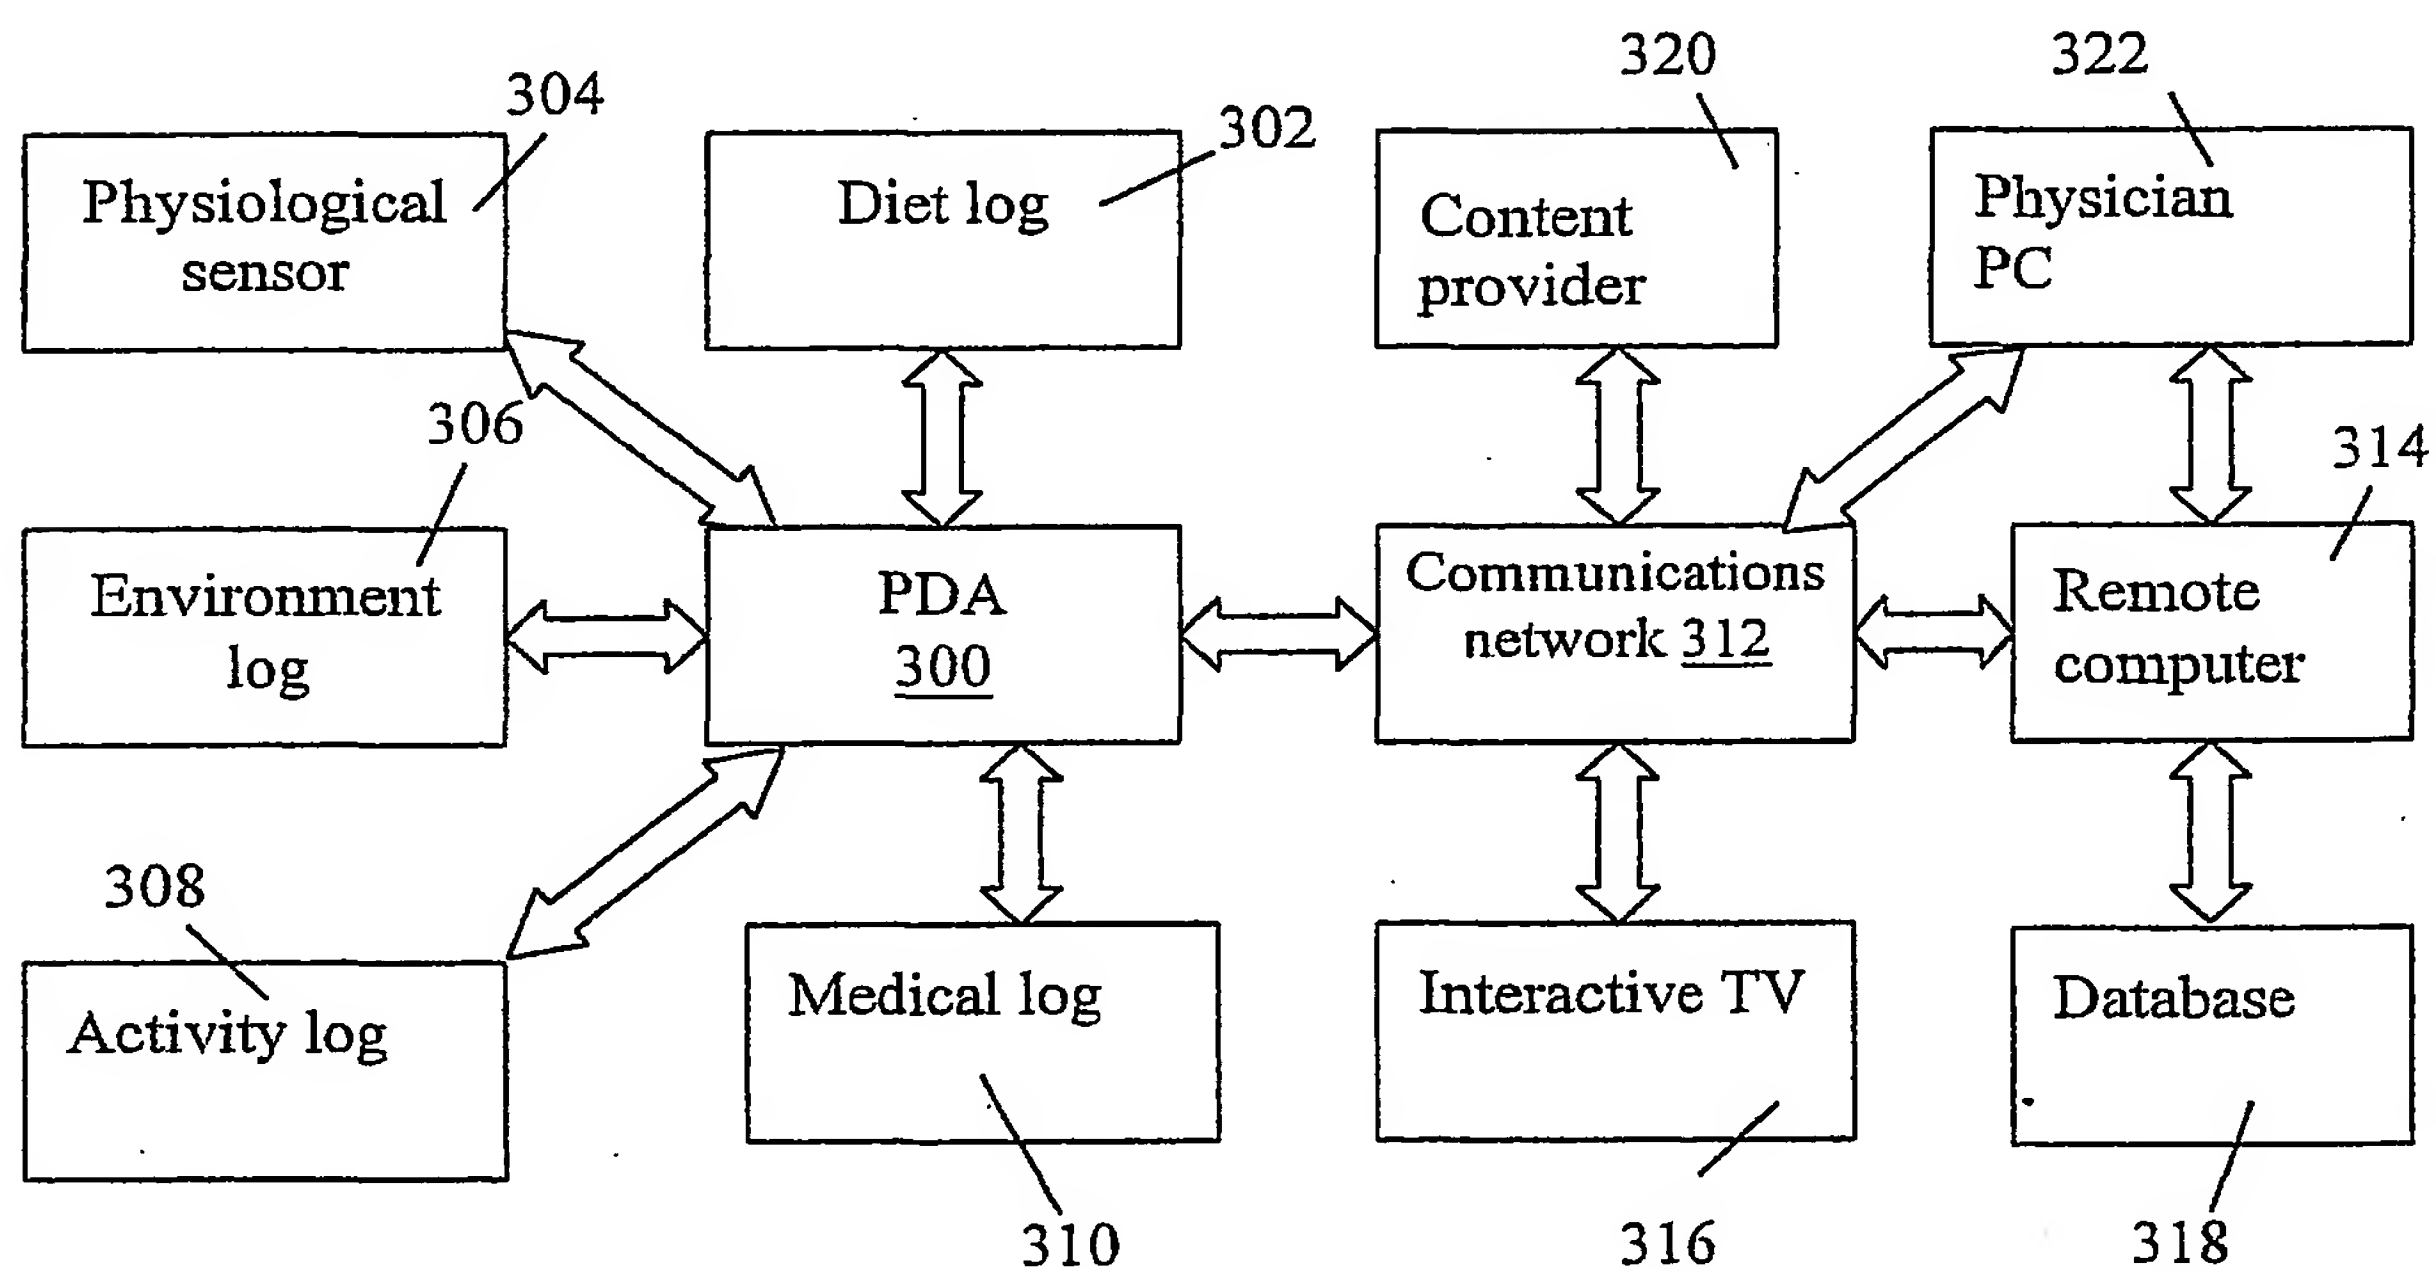 320
322
304
302
Physiological
sensor
Diet log
Content
provider
Physician
PC
306
314
Environment
log
PDA
300
Communications
network 312
Remote
computer
308
Activity log
Medical log
Interactive TV
Database
310
316
318